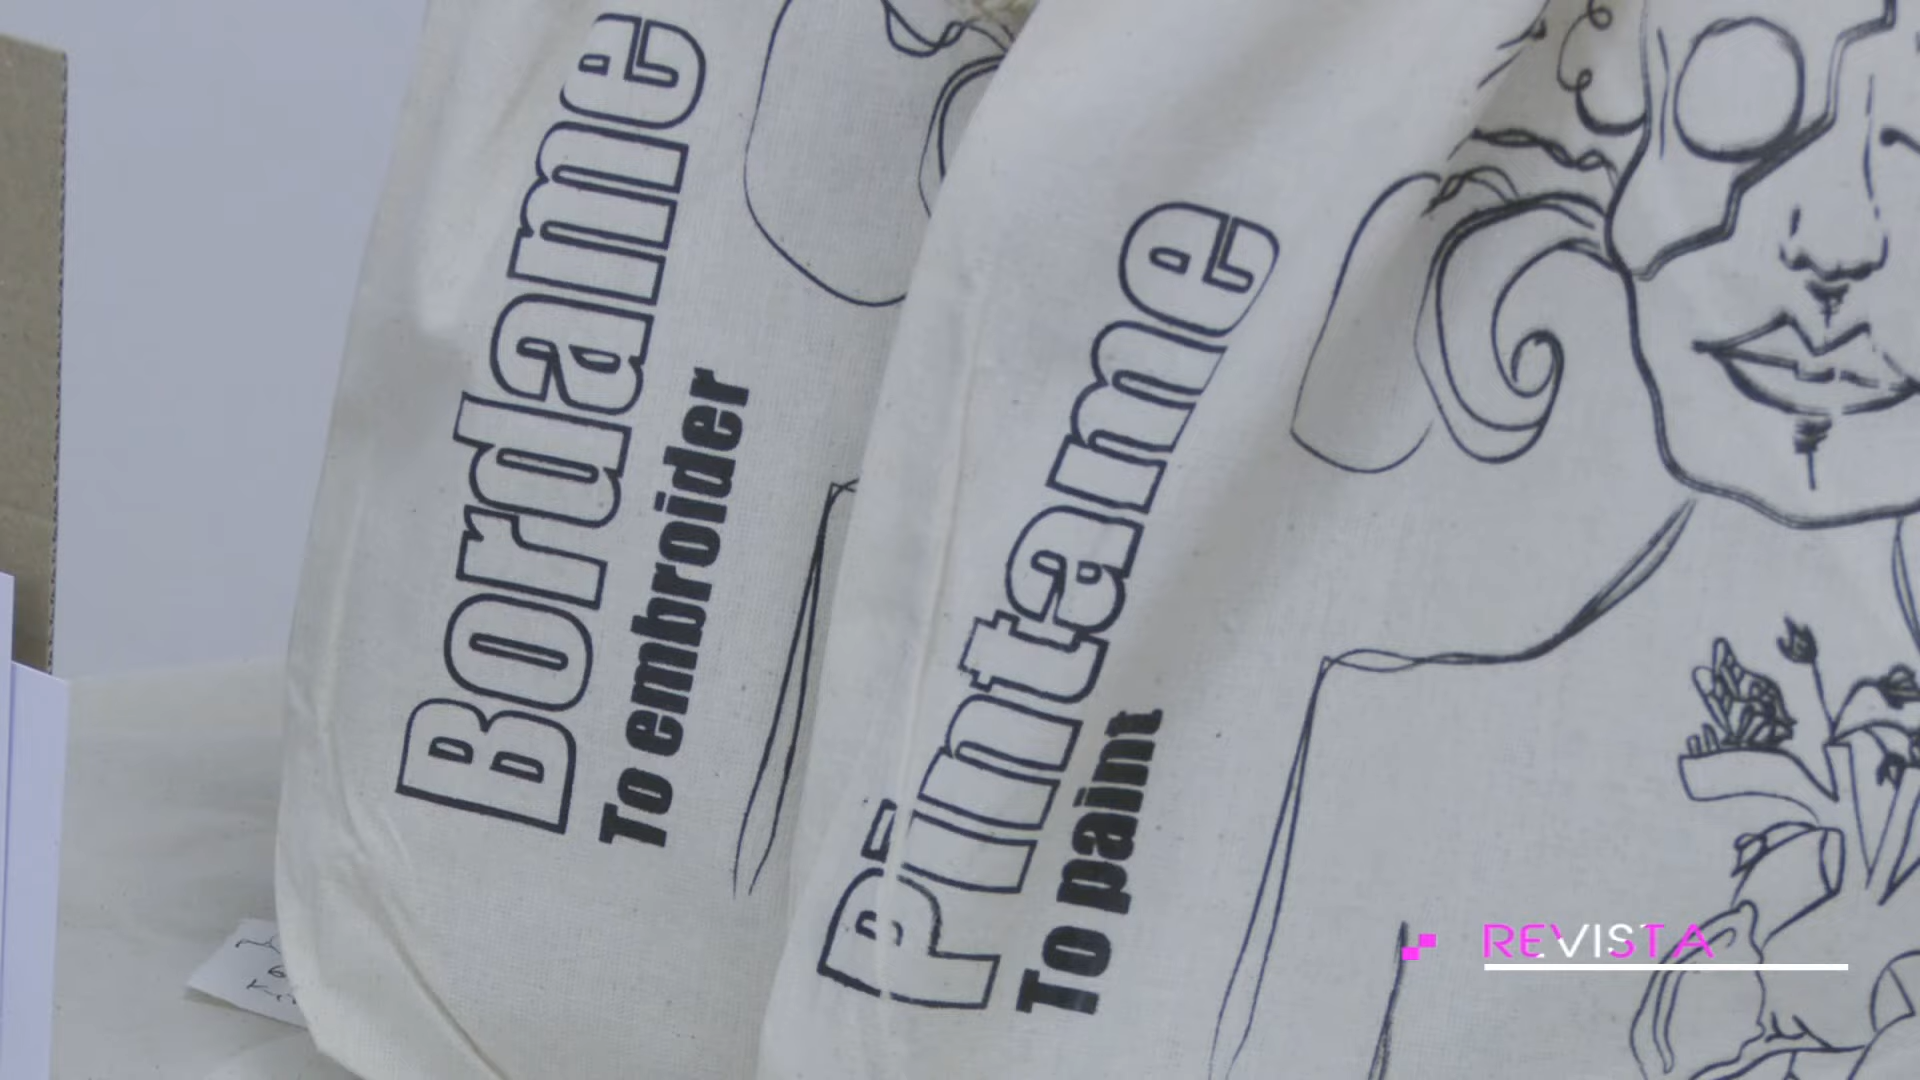 Bordame
To embroider
Pintame
To paint
REVISTA